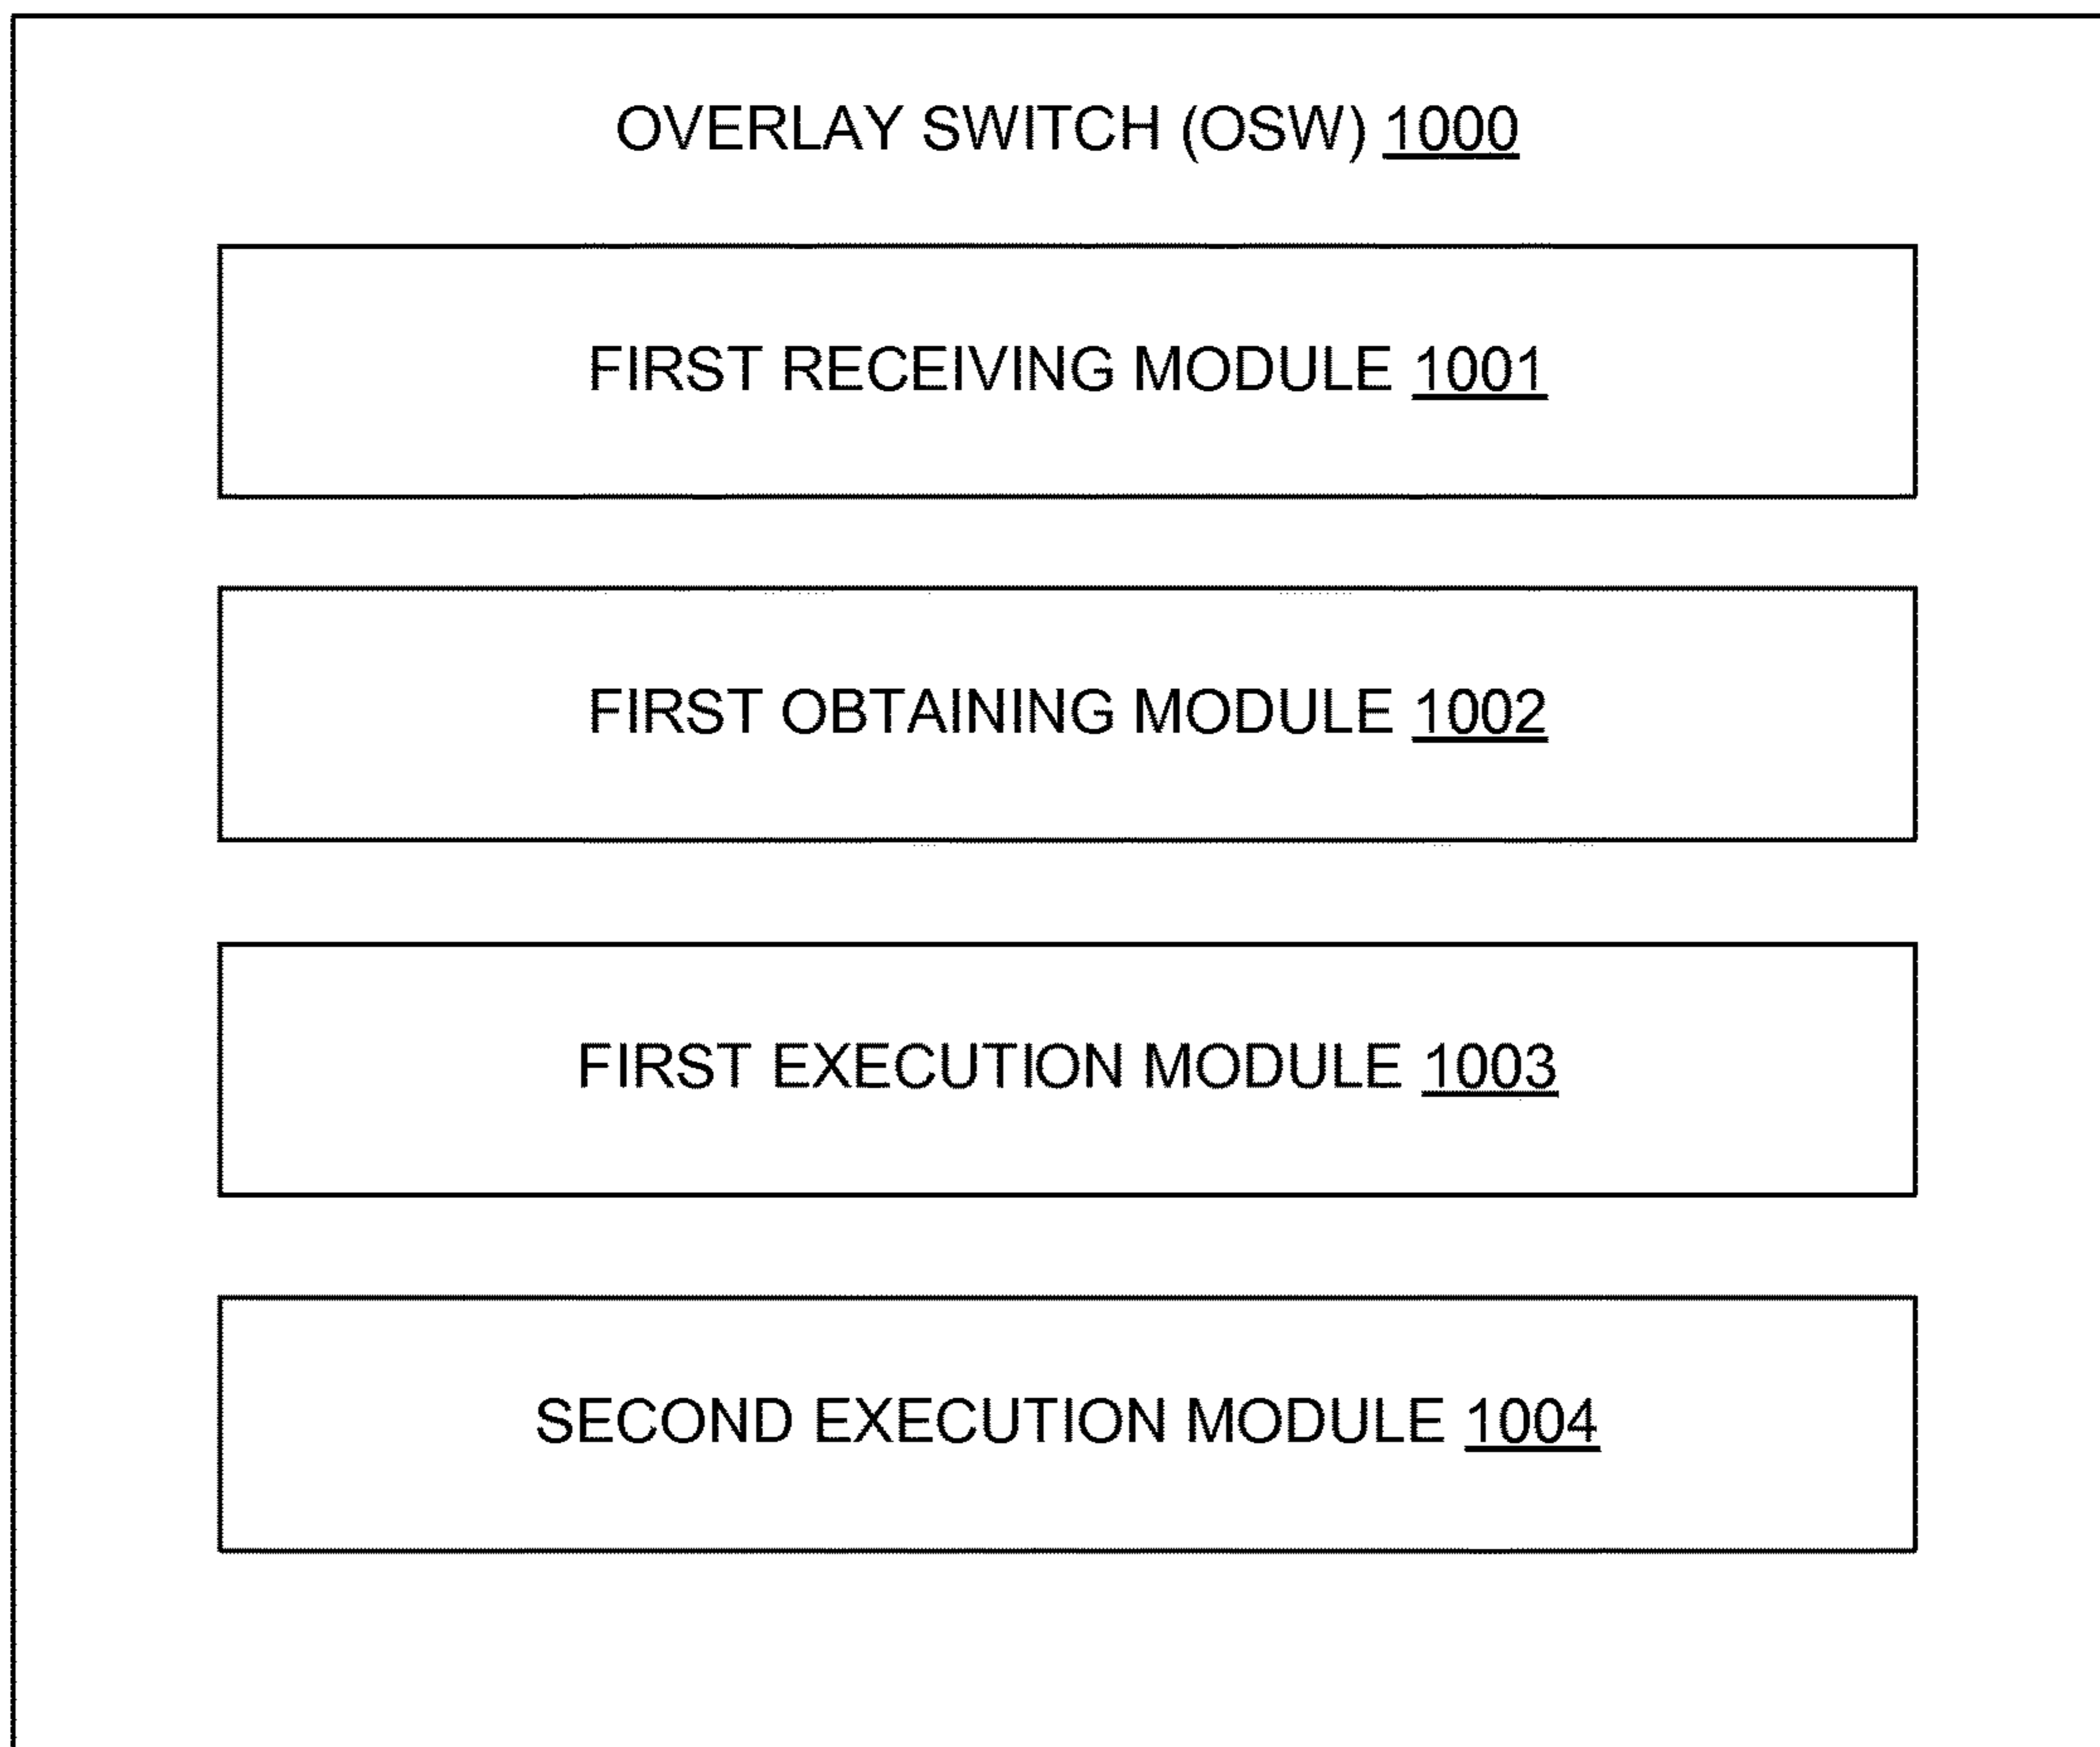 OVERLAY SWITCH (OSW) 1000
FIRST RECEIVING MODULE 1001
FIRST OBTAINING MODULE 1002
FIRST EXECUTION MODULE 1003
SECOND EXECUTION MODULE 1004